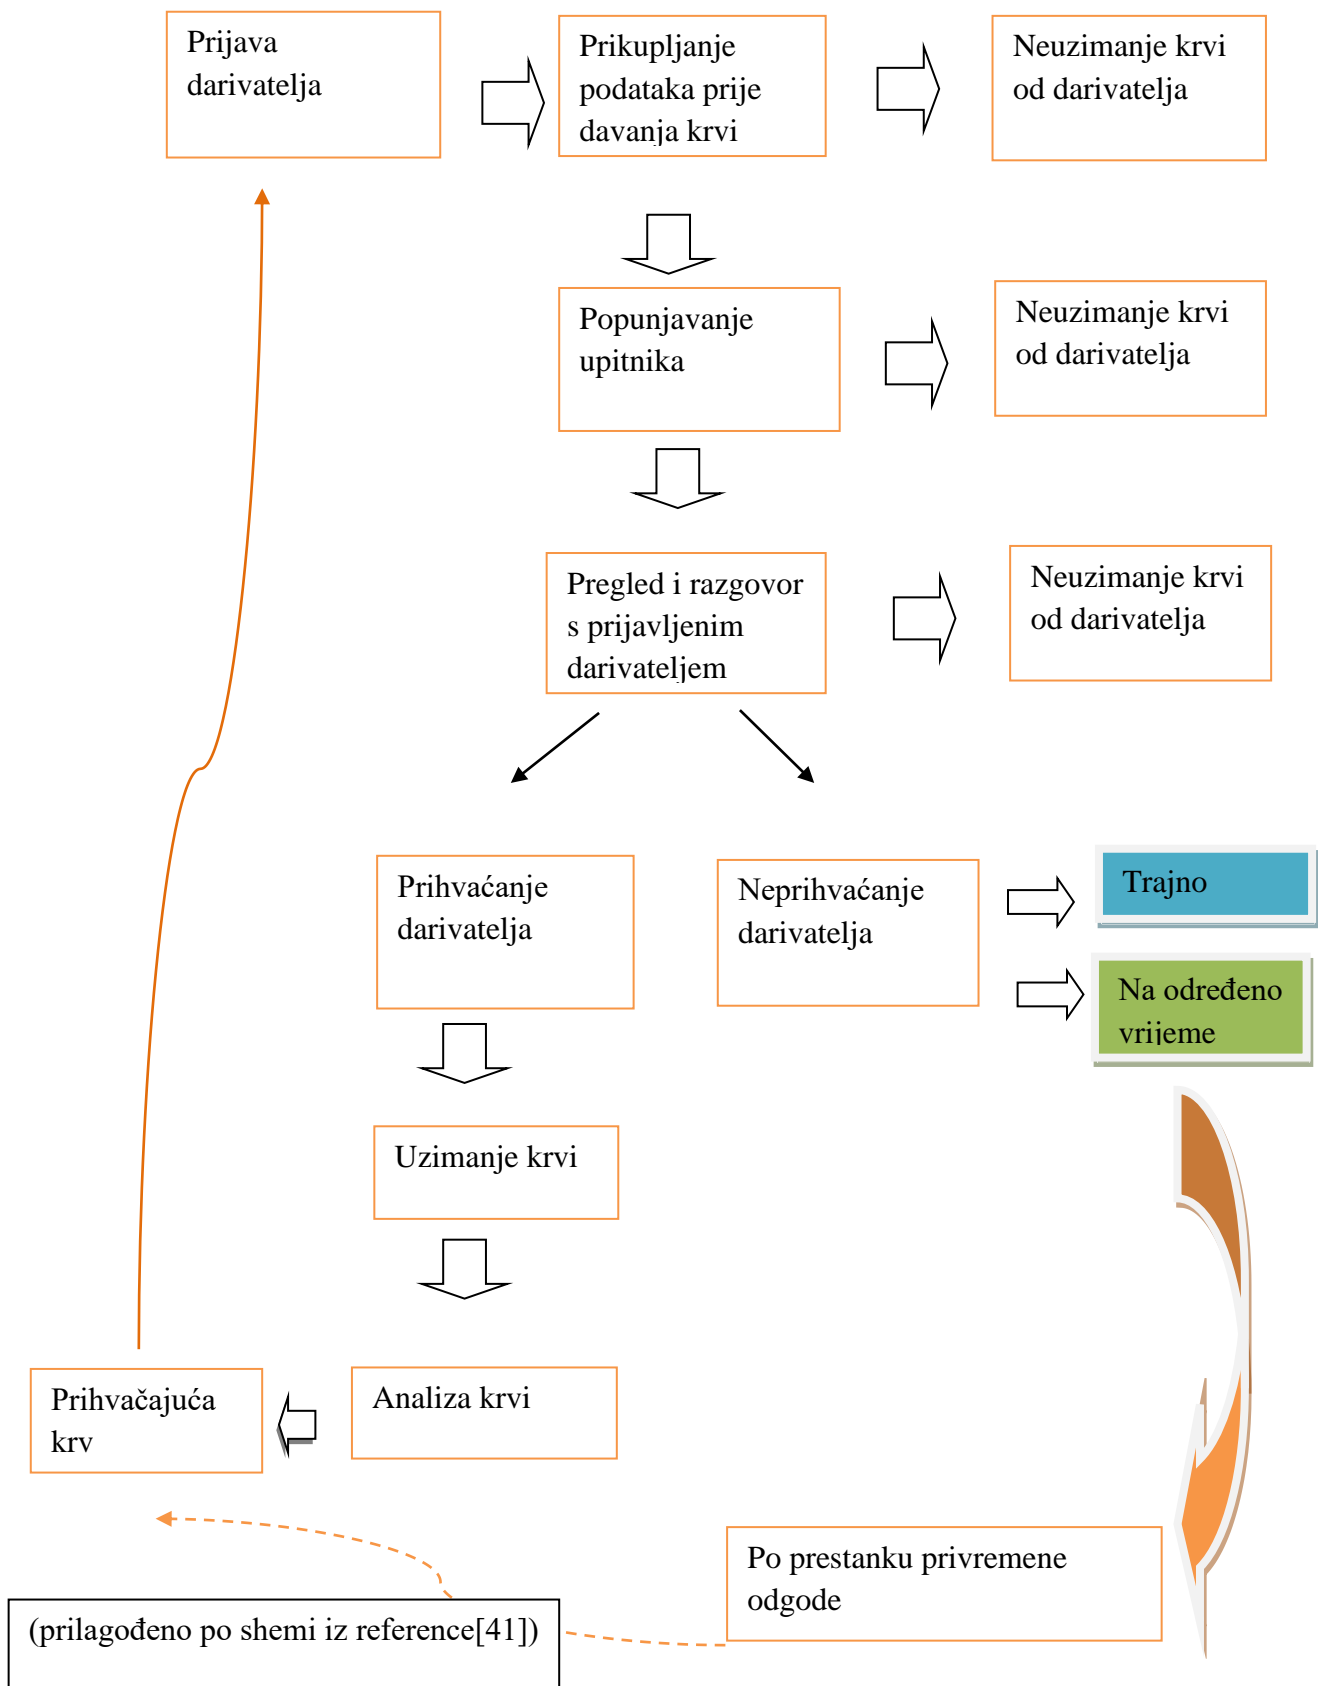 Prijava
darivatelja
Prikupljanje
podataka prije
davanja krvi
Neuzimanje krvi
od darivatelja
Popunjavanje
upitnika
Neuzimanje krvi
od darivatelja
Pregled i razgovor
s prijavljenim
darivateljem
Neuzimanje krvi
od darivatelja
Prihvaćanje
darivatelja
Neprihvaćanje
darivatelja
Trajno
Na određeno
vrijeme
Uzimanje krvi
Analiza krvi
Prihvačajuća
krv
Po prestanku privremene
odgode
(prilagođeno po shemi iz reference[41])